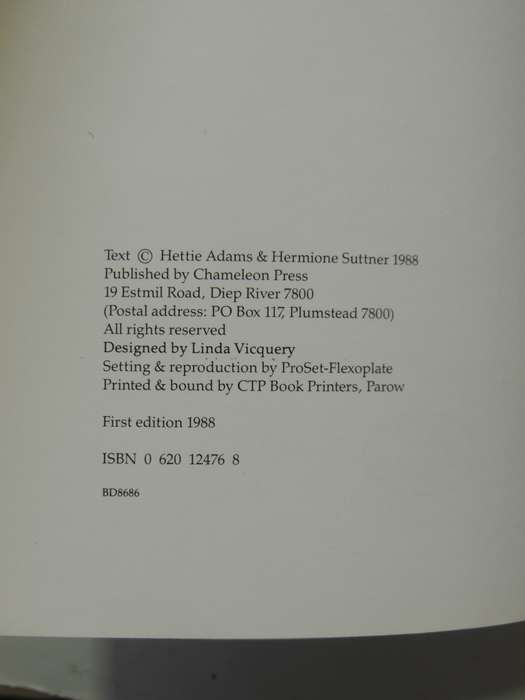 Text © Hettie Adams & Hermione Suttner 1988
Published by Chameleon Press
19 Estmil Road, Diep River 7800
(Postal address: PO Box 117, Plumstead 7800)
All rights reserved
Designed by Linda Vicquery
Setting & reproduction by ProSet-Flexoplate
Printed & bound by CTP Book Printers, Parow
First edition 1988
ISBN 0 620 12476 8
BD8686